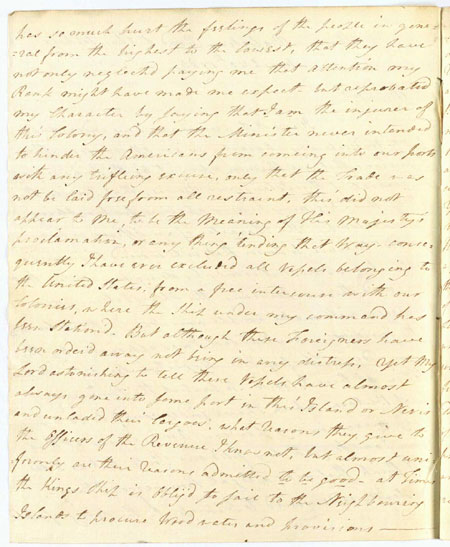 has so much hurt the feelings of the people in gene-
=ral from the highest to the lowest, that they have
not only neglected paying me that attention my
Rank might have made me expect but reprobated
my Character by saying that I am the injurer of
this Colony, and that the Minister never intended
to hinder the Americans from comeing into our ports
with any trifling excuse, only that the Trade was
not be laid free from all restraint, this did not
appear to me, to be the Meaning of His Majesty's
proclamation, or any thing tending that Way. conse-
quently I have ever excluded all Vessels belonging to
the United States, from a free intercourse with our
Colonies, where the Ship under my command has
been Station'd. But although these Foreigners have
been order'd away not being in any distress, yet My
Lord astonishing to tell these Vessels have almost
always gone into some port in this Island or Nevis
and unladed their Cargoes. what reasons they give to
the Officers of the Revenue I know not, but almost uni
formly are their reasons admitted to be good. at Times
the Kings Ship is oblig'd to sail to the Neighbouring
Islands to procure Wood water and provisions